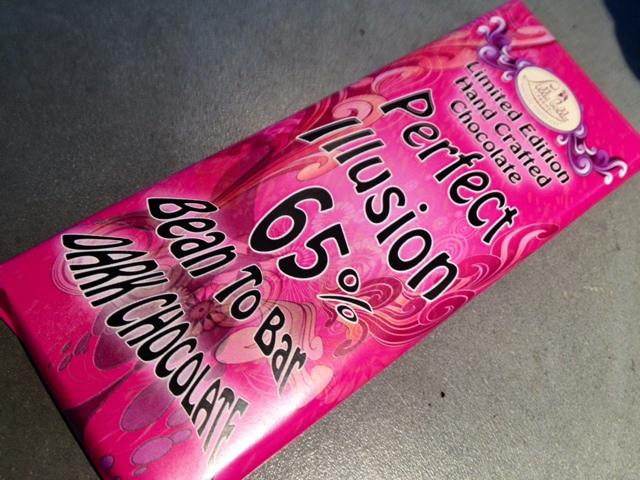 Limited Edition
Hand Crafted
Chocolate
Perfect
Illusion
65%
Bean To Bar
DARK CHOCOLATE